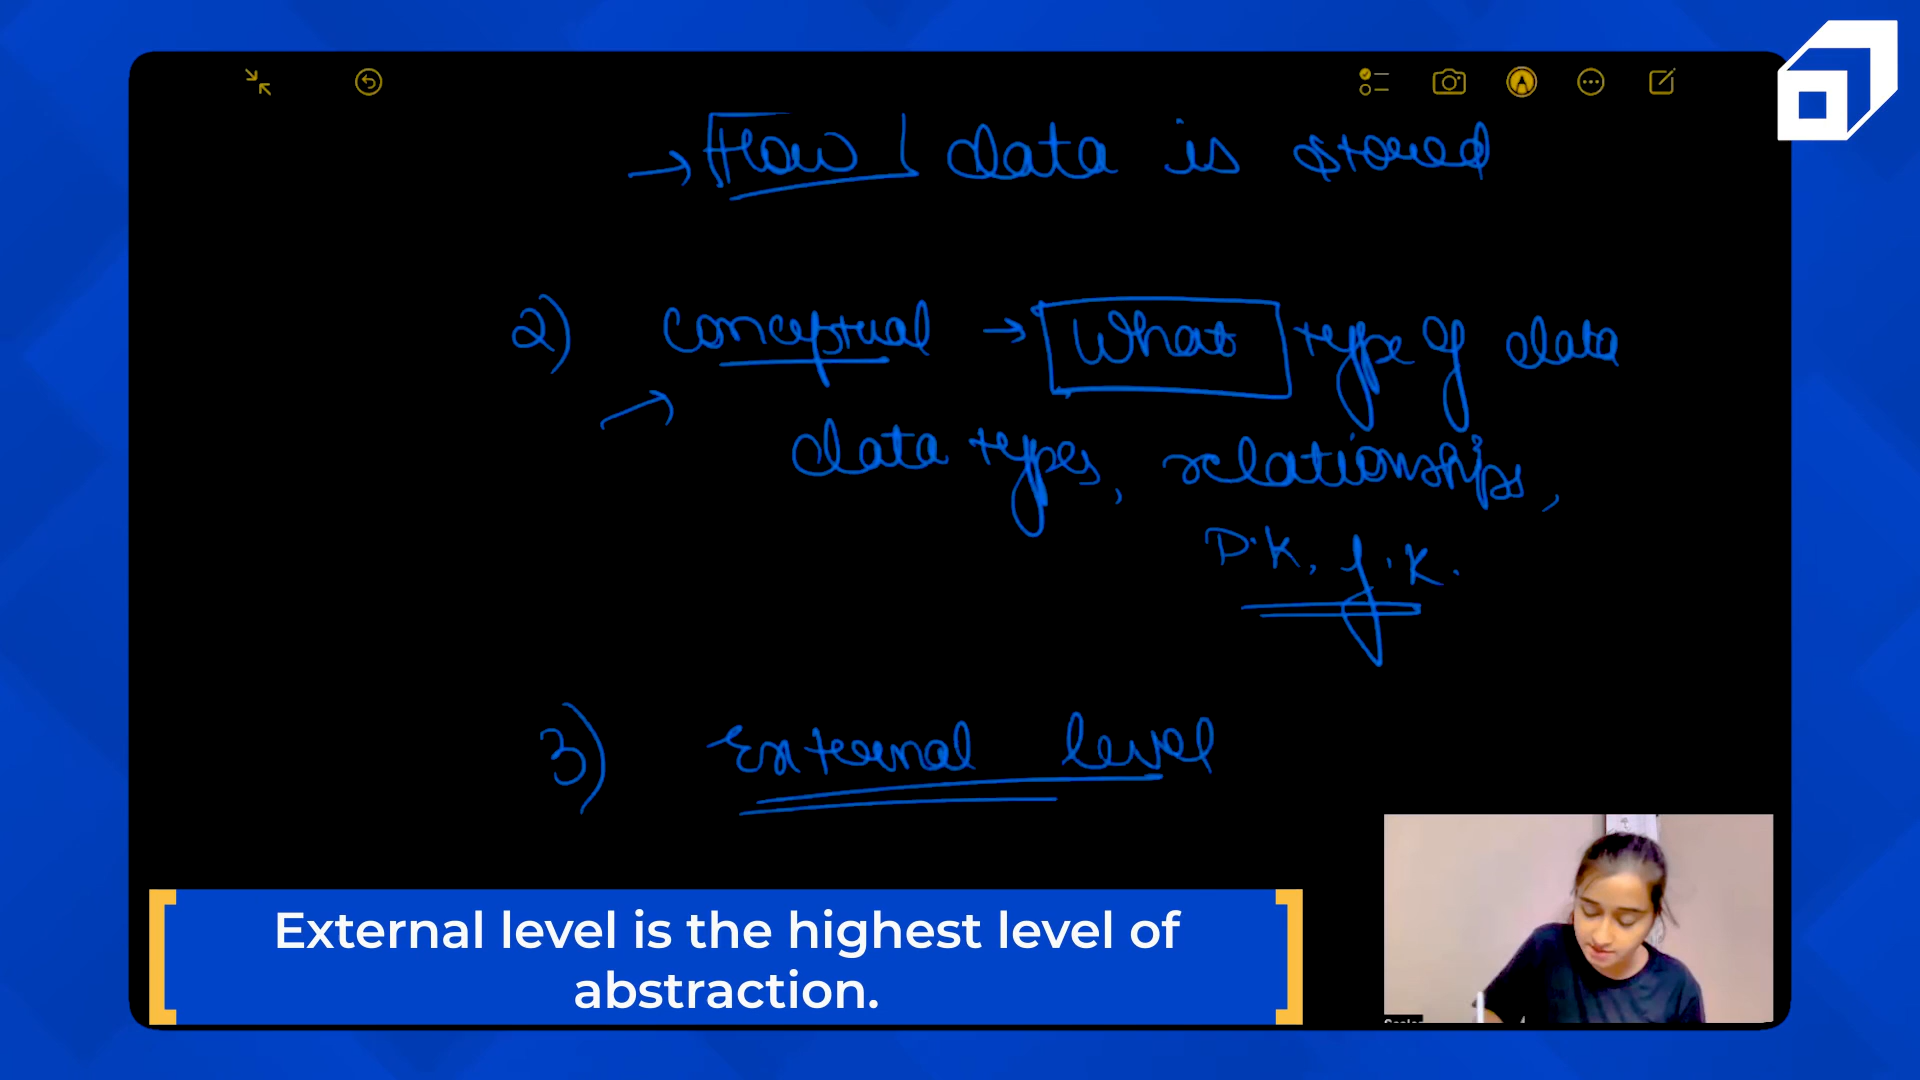 → How data is stored
2) conceptual → What type of data
→ data types, relationships,
P.K, f.K.
3) External level
External level is the highest level of
abstraction.